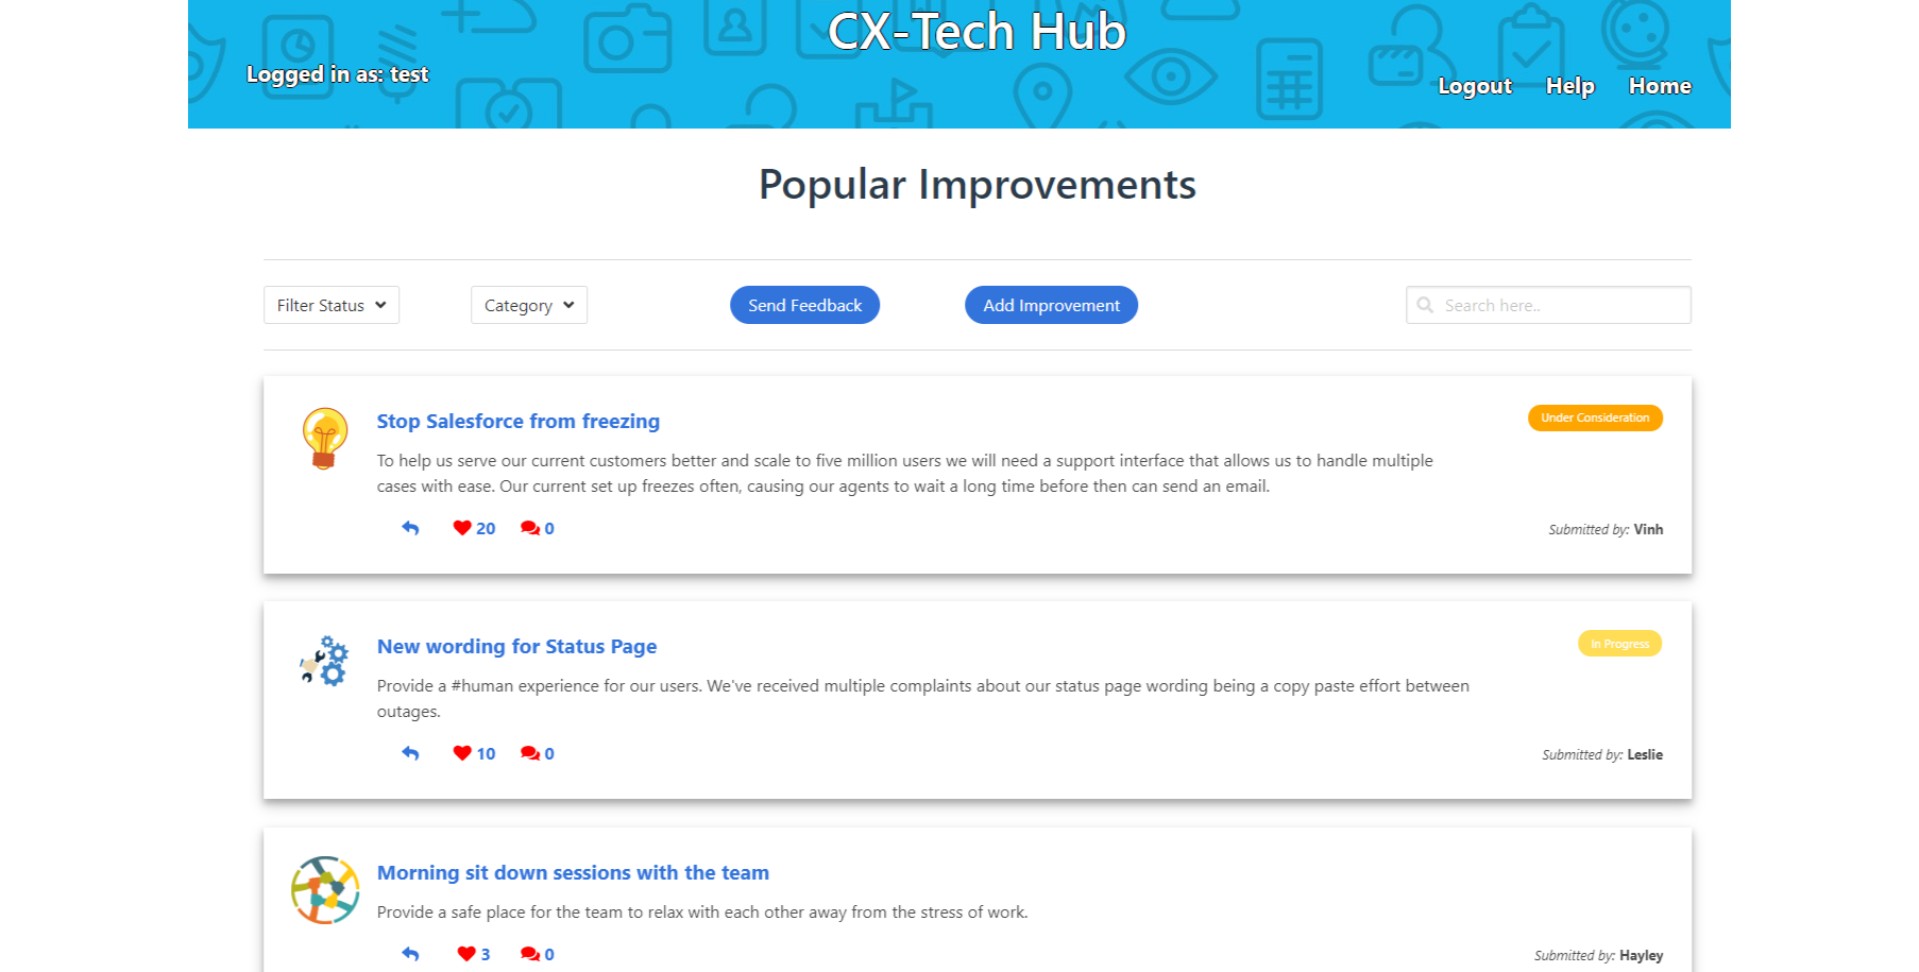 CX-Tech Hub
Logged in as: test
Logout Help Home
Popular Improvements
Filter Status Category Send Feedback Add Improvement Search here..
Stop Salesforce from freezing
Under Consideration
To help us serve our current customers better and scale to five million users we will need a support interface that allows us to handle multiple
cases with ease. Our current set up freezes often, causing our agents to wait a long time before then can send an email.
20 0 Submitted by: Vinh
New wording for Status Page
In Progress
Provide a #human experience for our users. We've received multiple complaints about our status page wording being a copy paste effort between
outages.
10 0 Submitted by: Leslie
Morning sit down sessions with the team
Provide a safe place for the team to relax with each other away from the stress of work.
3 0 Submitted by: Hayley